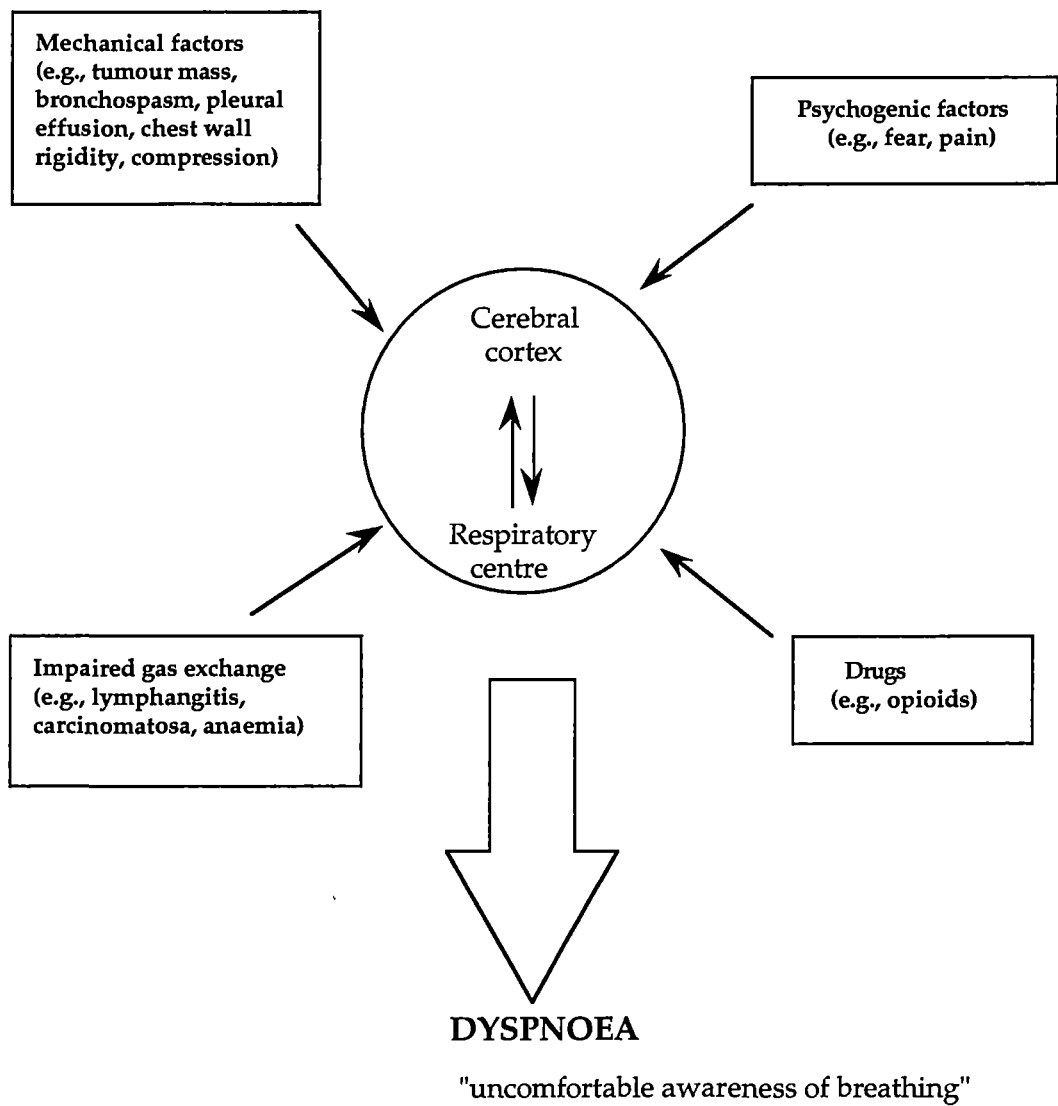 Mechanical factors
(e.g., tumour mass,
bronchospasm, pleural
effusion, chest wall
rigidity, compression)
Psychogenic factors
(e.g., fear, pain)
Cerebral
cortex
Respiratory
centre
Impaired gas exchange
(e.g., lymphangitis,
carcinomatosa, anaemia)
Drugs
(e.g., opioids)
DYSPNOEA
"uncomfortable awareness of breathing"